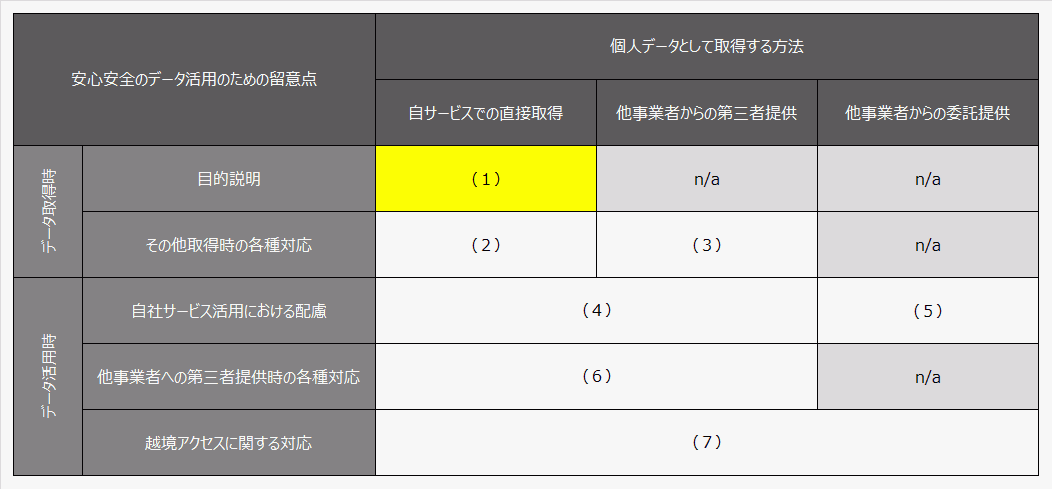 安心安全のデータ活用のための留意点
個人データとして取得する方法
自サービスでの直接取得
他事業者からの第三者提供
他事業者からの委託提供
データ取得時
目的説明
(1)
n/a
n/a
その他取得時の各種対応
(2)
(3)
n/a
データ活用時
自社サービス活用における配慮
(4)
(5)
他事業者への第三者提供時の各種対応
(6)
n/a
越境アクセスに関する対応
(7)